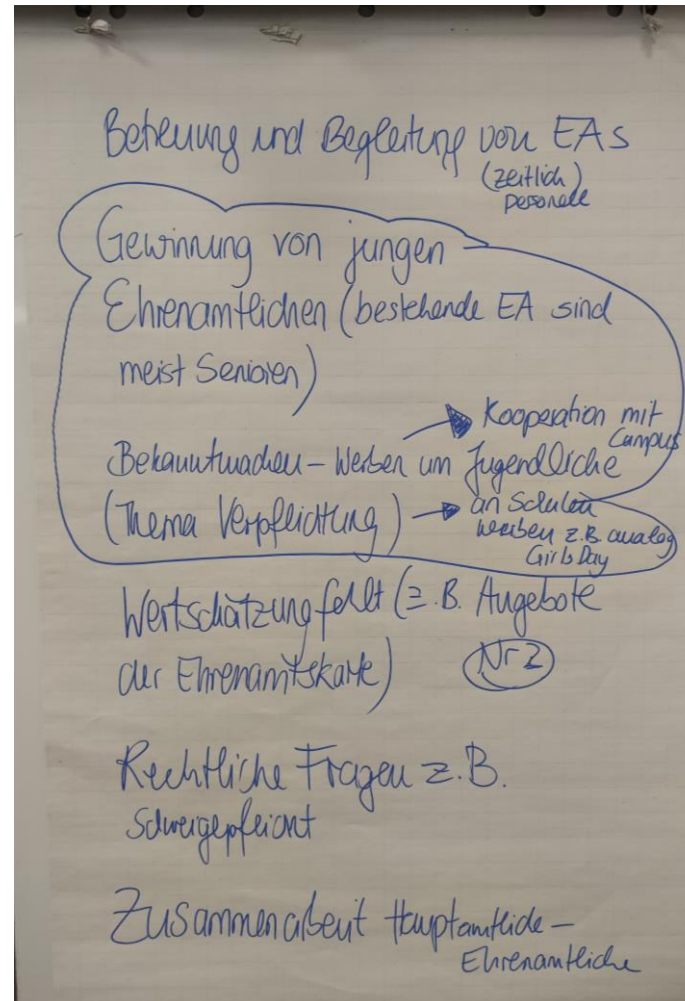 Betreuung und Begleitung von EAs
(zeitlich)
personell
Gewinnung von jungen
Ehrenamtlichen (bestehende EA sind
meist Senioren)
Kooperation mit
Campus
Bekanntmachen – Werben um Jugendliche
(Thema Verpflichtung)
an Schulen
werben z.B. analog
Girls Day
Wertschätzung fehlt (z.B. Angebote
der Ehrenamtskarte)
Nr 2
Rechtliche Fragen z.B.
Schweigepflicht
Zusammenarbeit Hauptamtliche –
Ehrenamtliche